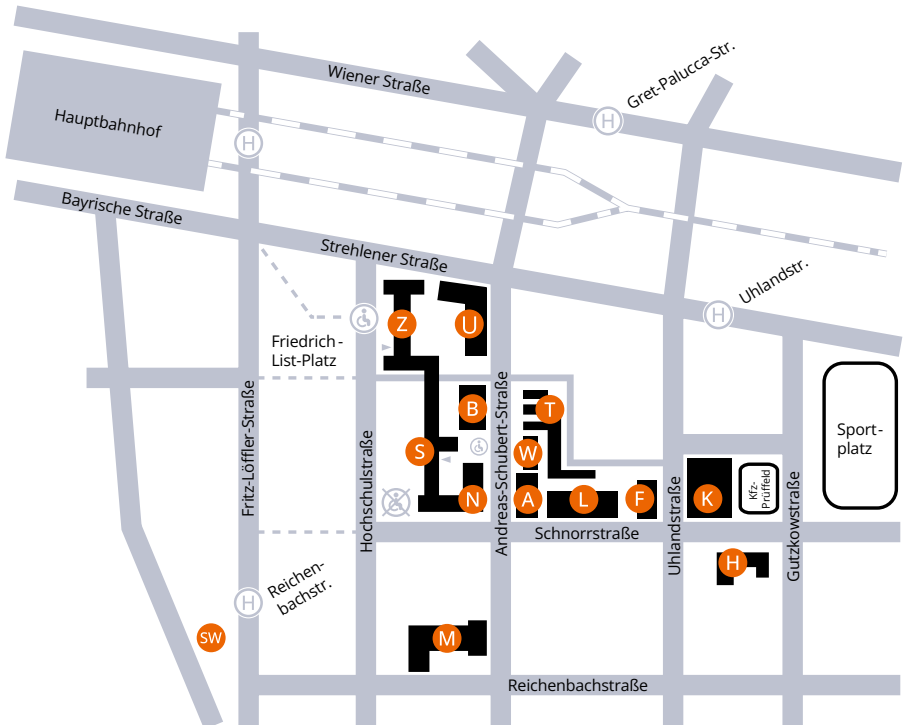 Wiener Straße
Gret-Palucca-Str.
H
Hauptbahnhof
H
Bayrische Straße
Strehlener Straße
Uhlandstr.
H
Z
U
Friedrich-
List-Platz
B
T
S
W
N
A
L
F
K
Kfz-
Prüffeld
Sport-
platz
Fritz-Löffler-Straße
Hochschulstraße
Andreas-Schubert-Straße
Uhlandstraße
Gutzkowstraße
Schnorrstraße
H
Reichen-
bachstr.
H
SW
M
Reichenbachstraße